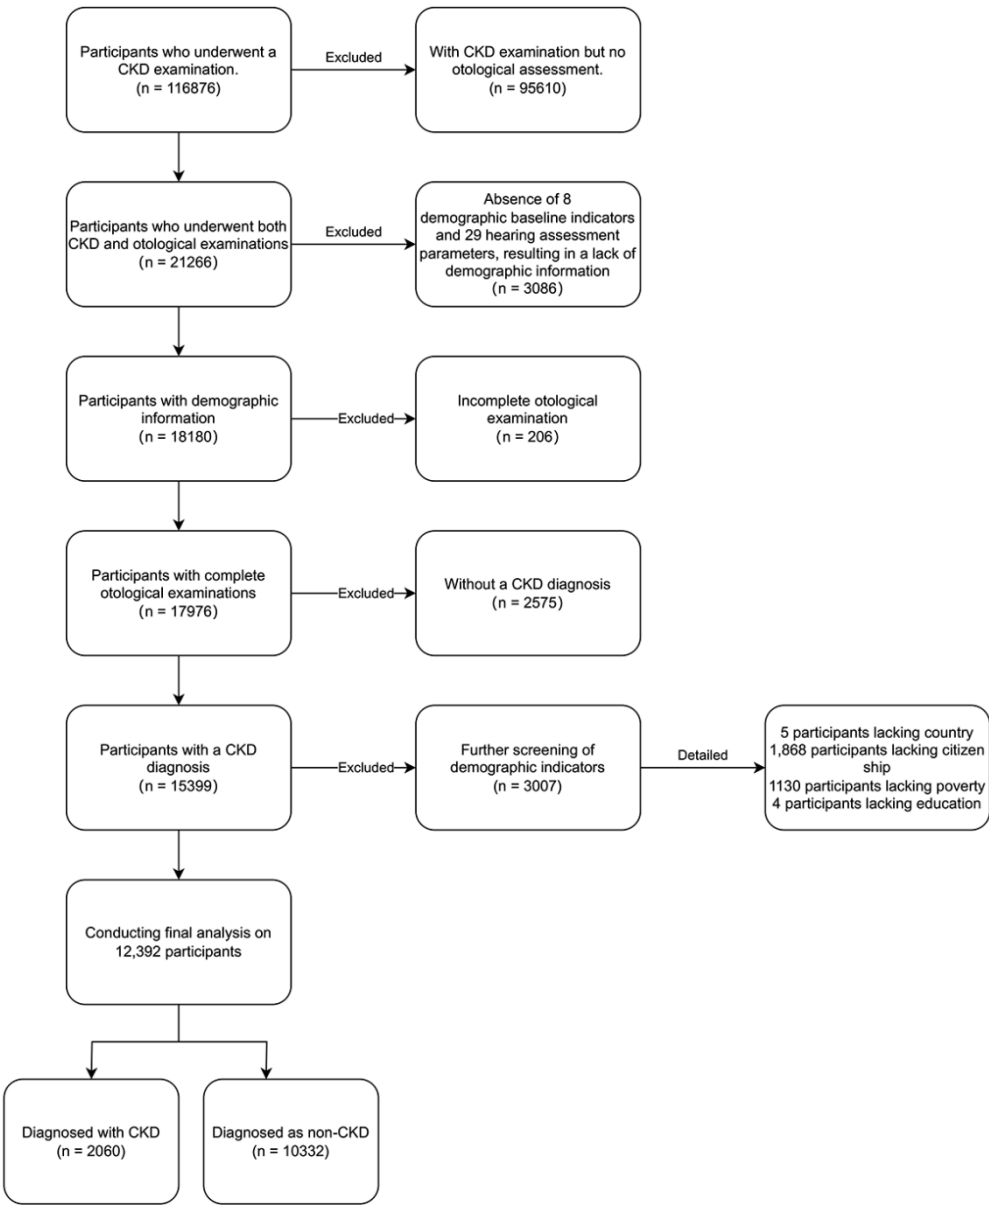 Participants who underwent a
CKD examination.
(n = 116876)
Excluded
With CKD examination but no
otological assessment.
(n = 95610)
Participants who underwent both
CKD and otological examinations
(n = 21266)
Excluded
Absence of 8
demographic baseline indicators
and 29 hearing assessment
parameters, resulting in a lack of
demographic information
(n = 3086)
Participants with demographic
information
(n = 18180)
Excluded
Incomplete otological
examination
(n = 206)
Participants with complete
otological examinations
(n = 17976)
Excluded
Without a CKD diagnosis
(n = 2575)
Participants with a CKD
diagnosis
(n = 15399)
Excluded
Further screening of
demographic indicators
(n = 3007)
Detailed
5 participants lacking country
1,868 participants lacking citizen
ship
1130 participants lacking poverty
4 participants lacking education
Conducting final analysis on
12,392 participants
Diagnosed with CKD
(n = 2060)
Diagnosed as non-CKD
(n = 10332)